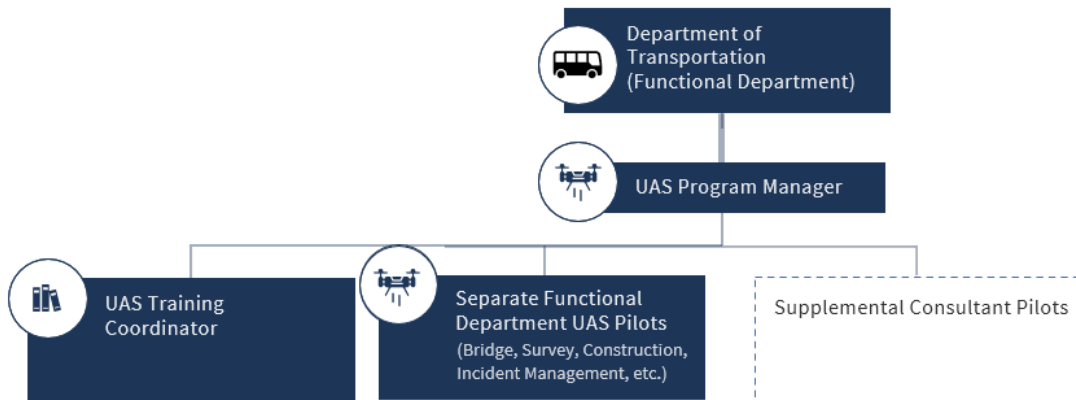 Department of
Transportation
(Functional Department)
UAS Program Manager
UAS Training
Coordinator
Separate Functional
Department UAS Pilots
(Bridge, Survey, Construction,
Incident Management, etc.)
Supplemental Consultant Pilots